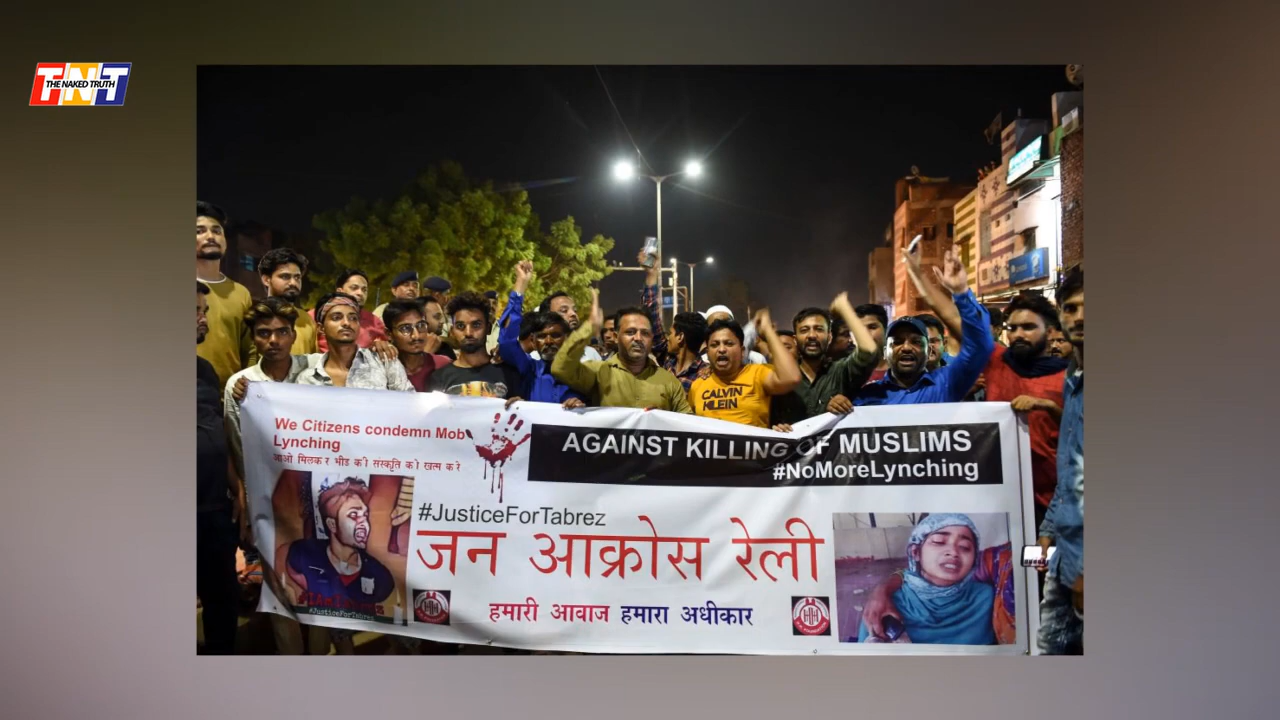 TNT
THE NAKED TRUTH
We Citizens condemn Mob
Lynching
आओ मिलकर भीड की संस्कृति को खत्म करे
AGAINST KILLING OF MUSLIMS
#NoMoreLynching
#JusticeForTabrez
जन आक्रोस रेली
हमारी आवाज हमारा अधीकार
#JusticeForTabrez
CALVIN
KLEIN